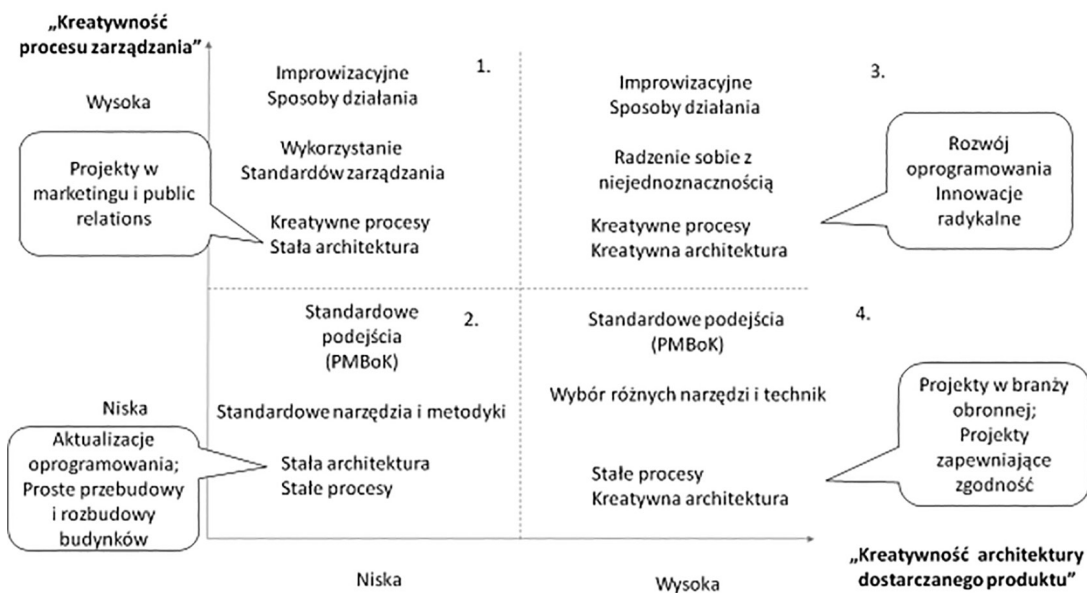 „Kreatywność
procesu zarządzania”
Wysoka
Projekty w
marketingu i public
relations
1.
Improwizacyjne
Sposoby działania
Wykorzystanie
Standardów zarządzania
Kreatywne procesy
Stała architektura
3.
Improwizacyjne
Sposoby działania
Radzenie sobie z
niejednoznacznością
Kreatywne procesy
Kreatywna architektura
Rozwój
oprogramowania
Innowacje
radykalne
Niska
Aktualizacje
oprogramowania;
Proste przebudowy
i rozbudowy
budynków
2.
Standardowe
podejścia
(PMBoK)
Standardowe narzędzia i metodyki
Stała architektura
Stałe procesy
4.
Standardowe podejścia
(PMBoK)
Wybór różnych narzędzi i technik
Stałe procesy
Kreatywna architektura
Projekty w branży
obronnej;
Projekty
zapewniające
zgodność
Niska
Wysoka
„Kreatywność architektury
dostarczanego produktu”